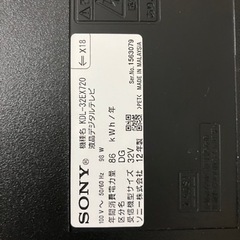 SONY
機種名 KDL-32EX720
液晶デジタルテレビ
100 V～ 50/60 Hz 98 W
年間消費電力量 86 kWh/年
区分名 DG
受信機型サイズ 32V
ソニー株式会社 12年製
X18
Ser.No. 1563079
J-PE(C) MADE IN MALAYSIA